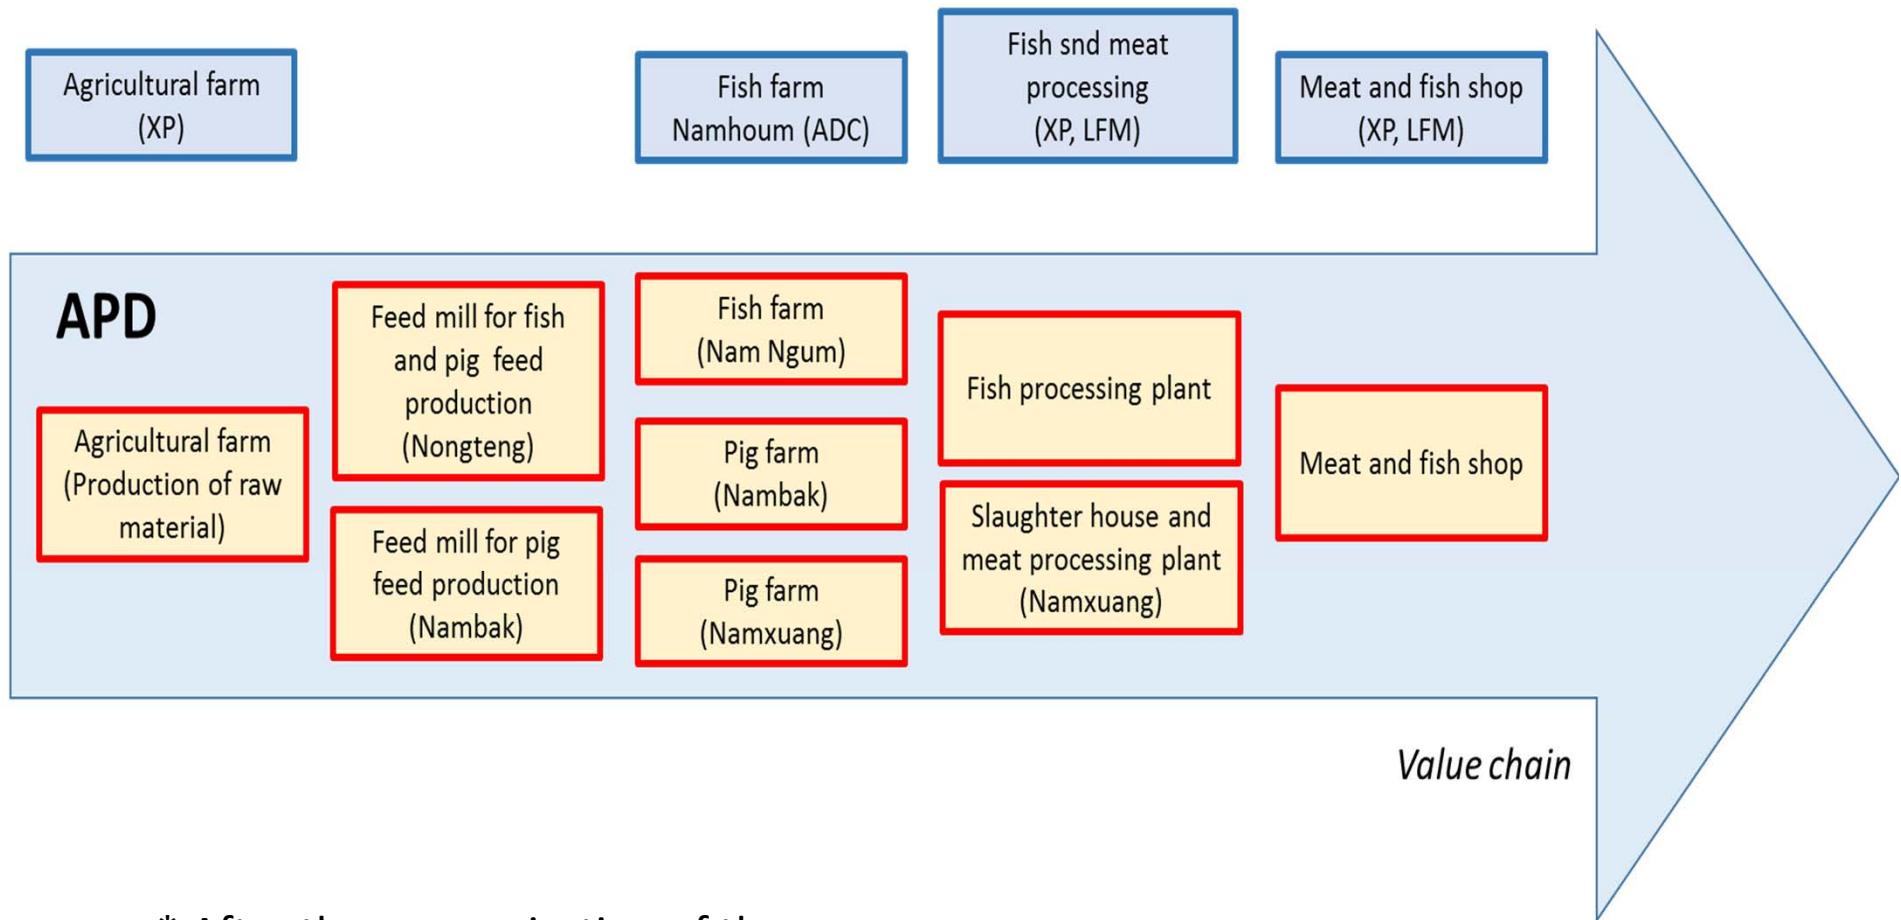 Agricultural farm
(XP)
Fish farm
Namhoum (ADC)
Fish snd meat
processing
(XP, LFM)
Meat and fish shop
(XP, LFM)
APD
Agricultural farm
(Production of raw
material)
Feed mill for fish
and pig feed
production
(Nongteng)
Feed mill for pig
feed production
(Nambak)
Fish farm
(Nam Ngum)
Pig farm
(Nambak)
Pig farm
(Namxuang)
Fish processing plant
Slaughter house and
meat processing plant
(Namxuang)
Meat and fish shop
Value chain